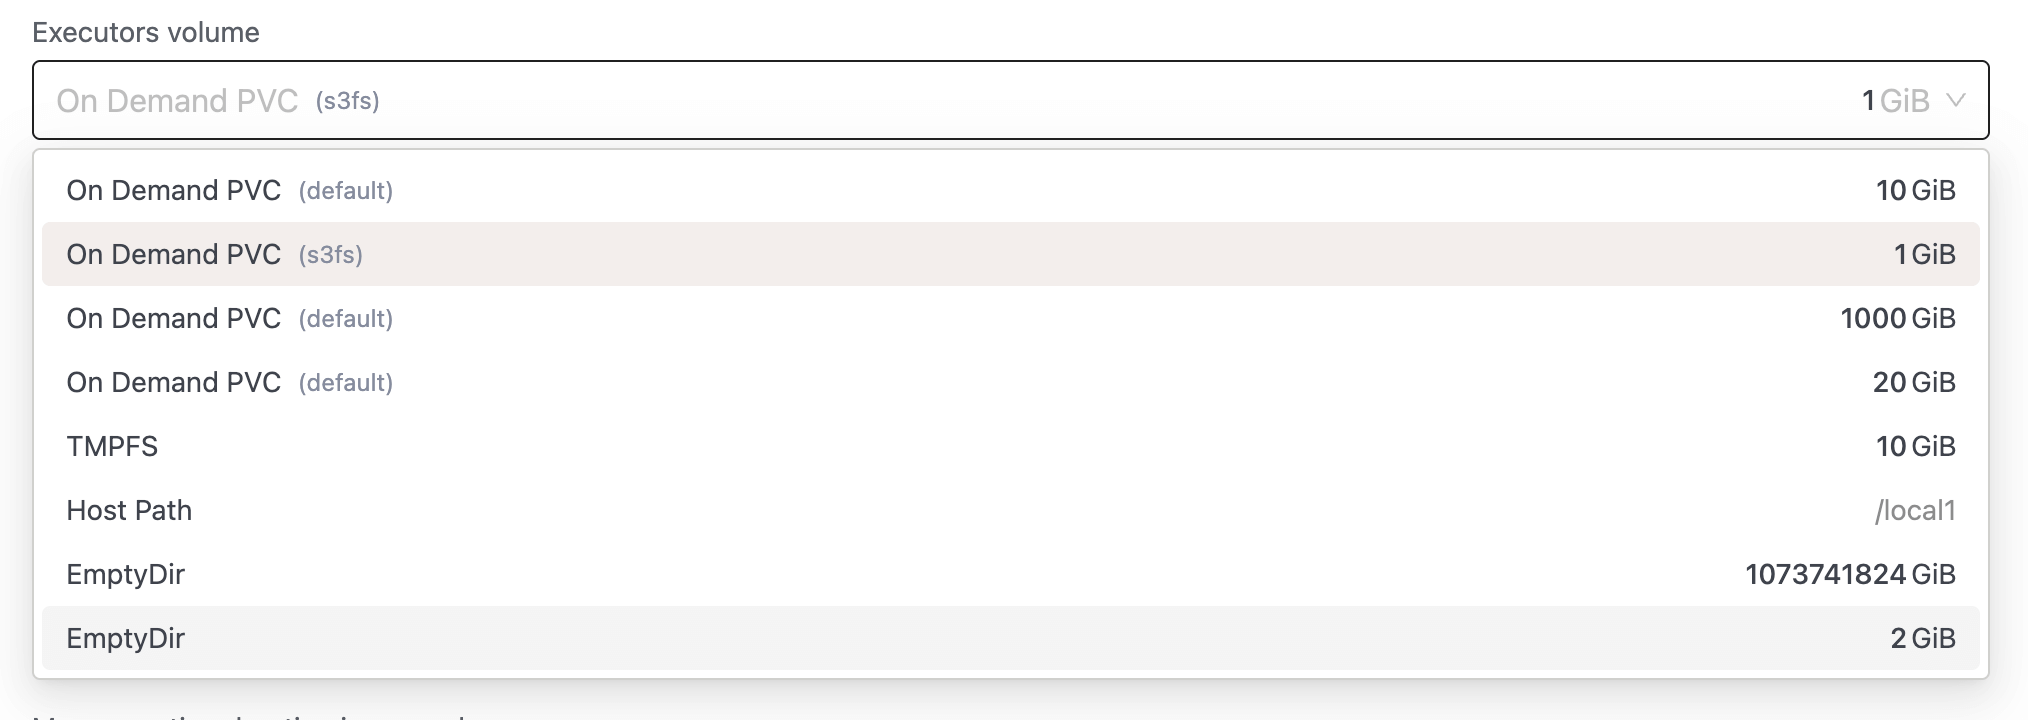 Executors volume
On Demand PVC (s3fs) 1 GiB
On Demand PVC (default) 10 GiB
On Demand PVC (s3fs) 1 GiB
On Demand PVC (default) 1000 GiB
On Demand PVC (default) 20 GiB
TMPFS 10 GiB
Host Path /local1
EmptyDir 1073741824 GiB
EmptyDir 2 GiB